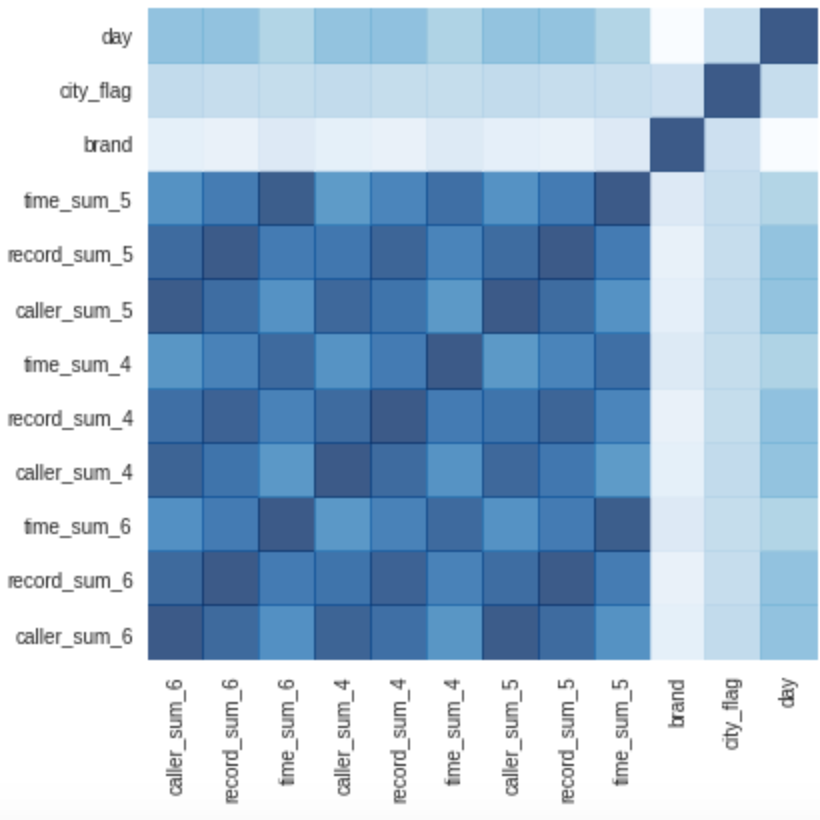 day
city_flag
brand
time_sum_5
record_sum_5
caller_sum_5
time_sum_4
record_sum_4
caller_sum_4
time_sum_6
record_sum_6
caller_sum_6
caller_sum_6
record_sum_6
time_sum_6
caller_sum_4
record_sum_4
time_sum_4
caller_sum_5
record_sum_5
time_sum_5
brand
city_flag
day